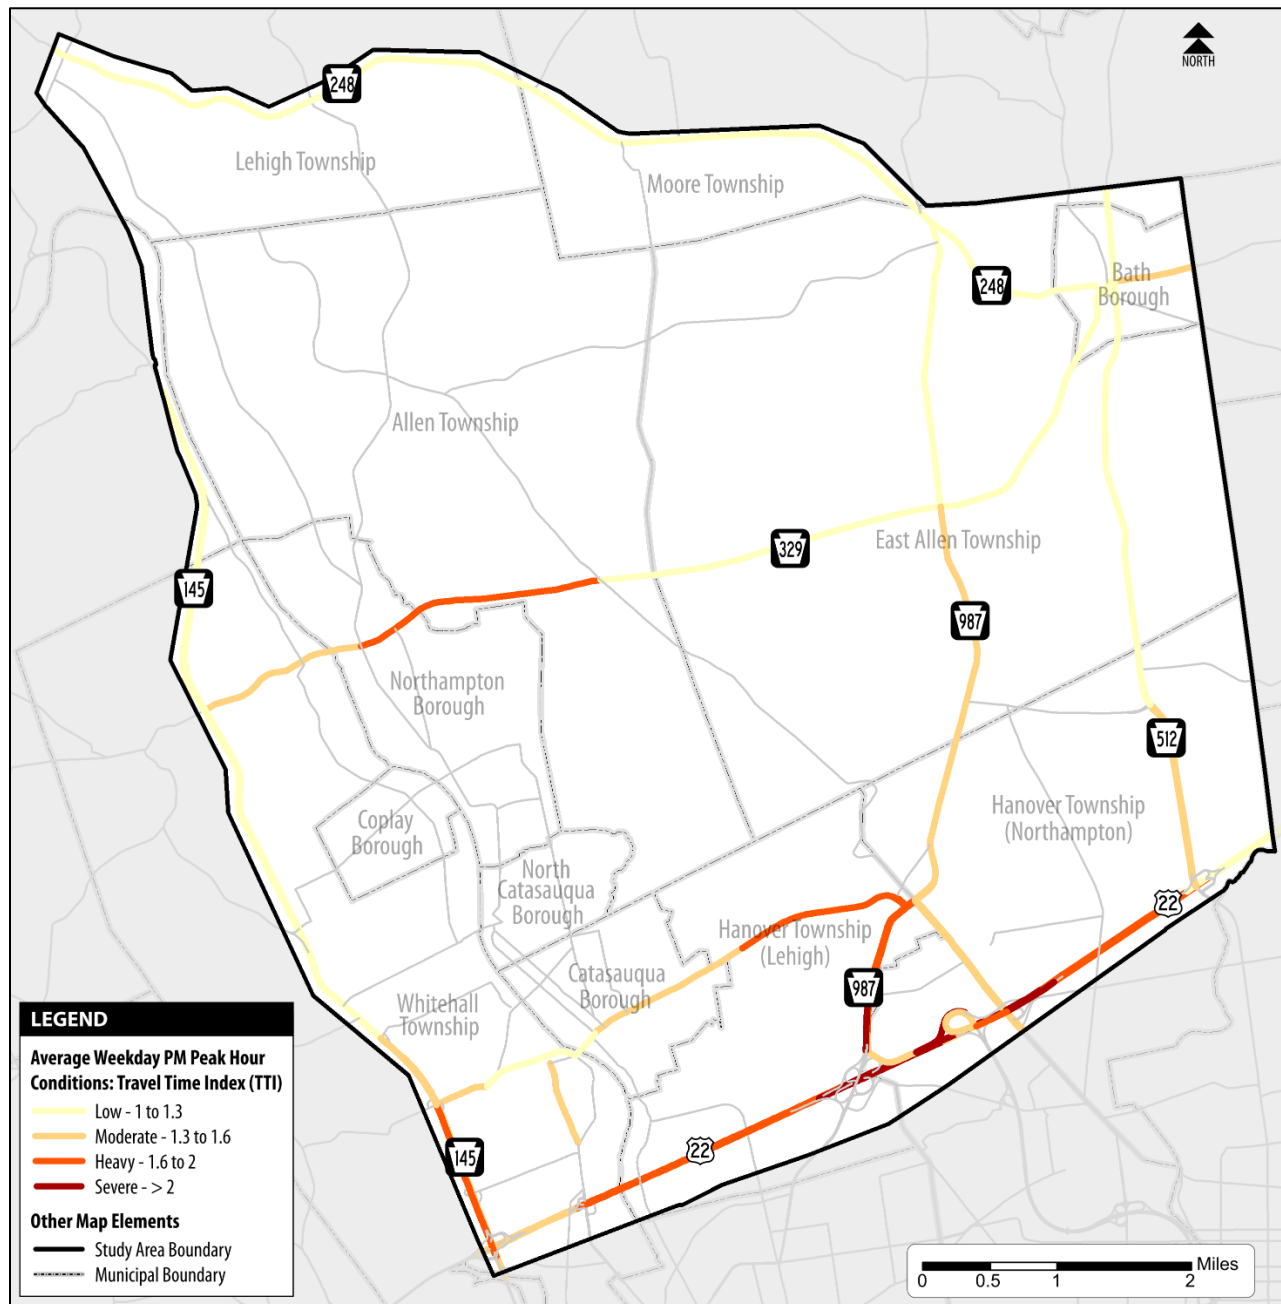 NORTH
248
Lehigh Township
Moore Township
248
Bath
Borough
Allen Township
329
East Allen Township
145
987
Northampton
Borough
512
Coplay
Borough
Hanover Township
(Northampton)
North
Catasauqua
Borough
22
Hanover Township
(Lehigh)
Catasauqua
Borough
987
Whitehall
Township
145
22
LEGEND
Average Weekday PM Peak Hour
Conditions: Travel Time Index (TTI)
Low - 1 to 1.3
Moderate - 1.3 to 1.6
Heavy - 1.6 to 2
Severe - > 2
Other Map Elements
Study Area Boundary
Municipal Boundary
Miles
0 0.5 1 2